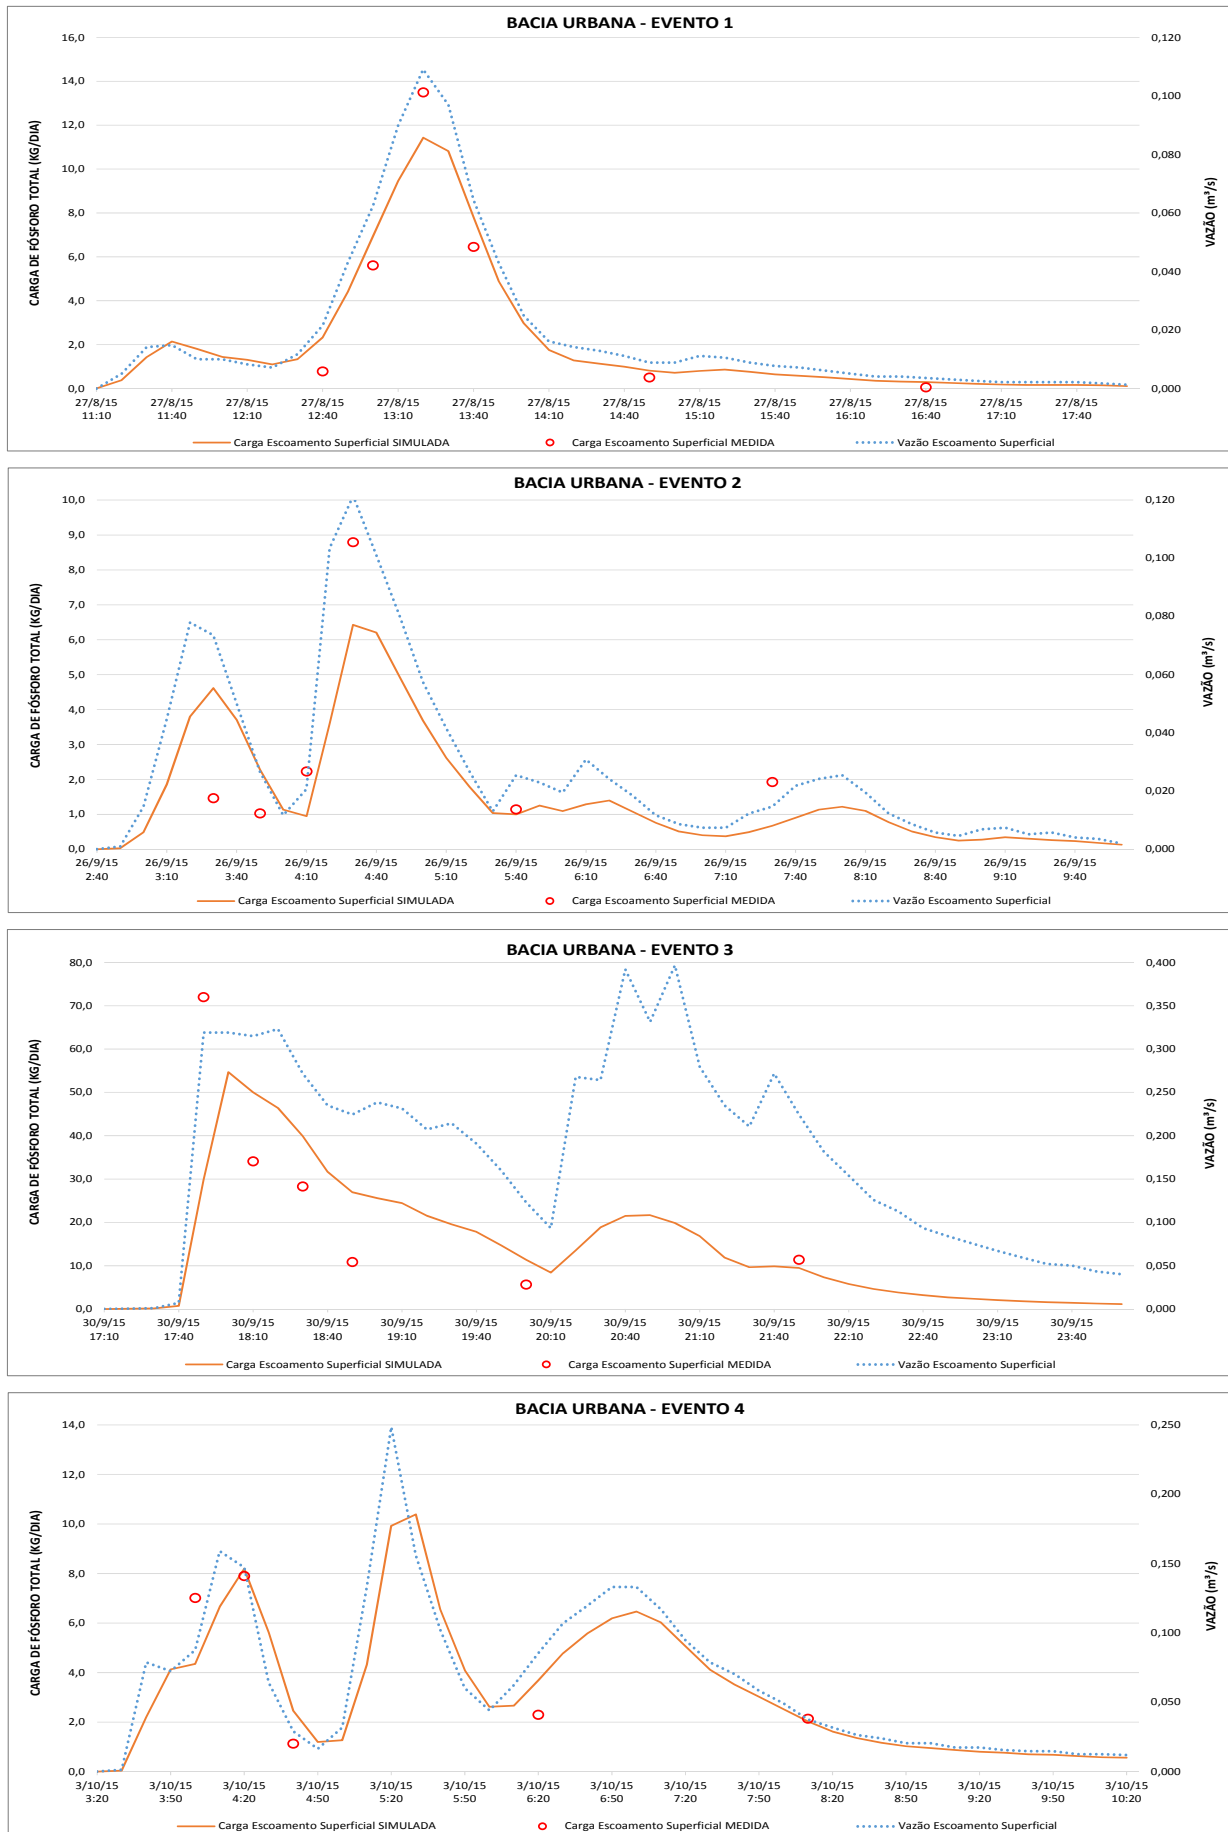 BACIA URBANA - EVENTO 1
16,0
14,0
12,0
10,0
8,0
6,0
4,0
2,0
0,0
CARGA DE FÓSFORO TOTAL (KG/DIA)
0,120
0,100
0,080
0,060
0,040
0,020
0,000
VAZÃO (m³/s)
27/8/15 27/8/15 27/8/15 27/8/15 27/8/15 27/8/15 27/8/15 27/8/15 27/8/15 27/8/15 27/8/15 27/8/15 27/8/15 27/8/15
11:10 11:40 12:10 12:40 13:10 13:40 14:10 14:40 15:10 15:40 16:10 16:40 17:10 17:40
Carga Escoamento Superficial SIMULADA Carga Escoamento Superficial MEDIDA Vazão Escoamento Superficial
BACIA URBANA - EVENTO 2
10,0
9,0
8,0
7,0
6,0
5,0
4,0
3,0
2,0
1,0
0,0
CARGA DE FÓSFORO TOTAL (KG/DIA)
0,120
0,100
0,080
0,060
0,040
0,020
0,000
VAZÃO (m³/s)
26/9/15 26/9/15 26/9/15 26/9/15 26/9/15 26/9/15 26/9/15 26/9/15 26/9/15 26/9/15 26/9/15 26/9/15 26/9/15 26/9/15 26/9/15
2:40 3:10 3:40 4:10 4:40 5:10 5:40 6:10 6:40 7:10 7:40 8:10 8:40 9:10 9:40
Carga Escoamento Superficial SIMULADA Carga Escoamento Superficial MEDIDA Vazão Escoamento Superficial
BACIA URBANA - EVENTO 3
80,0
70,0
60,0
50,0
40,0
30,0
20,0
10,0
0,0
CARGA DE FÓSFORO TOTAL (KG/DIA)
0,400
0,350
0,300
0,250
0,200
0,150
0,100
0,050
0,000
VAZÃO (m³/s)
30/9/15 30/9/15 30/9/15 30/9/15 30/9/15 30/9/15 30/9/15 30/9/15 30/9/15 30/9/15 30/9/15 30/9/15 30/9/15 30/9/15
17:10 17:40 18:10 18:40 19:10 19:40 20:10 20:40 21:10 21:40 22:10 22:40 23:10 23:40
Carga Escoamento Superficial SIMULADA Carga Escoamento Superficial MEDIDA Vazão Escoamento Superficial
BACIA URBANA - EVENTO 4
14,0
12,0
10,0
8,0
6,0
4,0
2,0
0,0
CARGA DE FÓSFORO TOTAL (KG/DIA)
0,250
0,200
0,150
0,100
0,050
0,000
VAZÃO (m³/s)
3/10/15 3/10/15 3/10/15 3/10/15 3/10/15 3/10/15 3/10/15 3/10/15 3/10/15 3/10/15 3/10/15 3/10/15 3/10/15 3/10/15 3/10/15
3:20 3:50 4:20 4:50 5:20 5:50 6:20 6:50 7:20 7:50 8:20 8:50 9:20 9:50 10:20
Carga Escoamento Superficial SIMULADA Carga Escoamento Superficial MEDIDA Vazão Escoamento Superficial